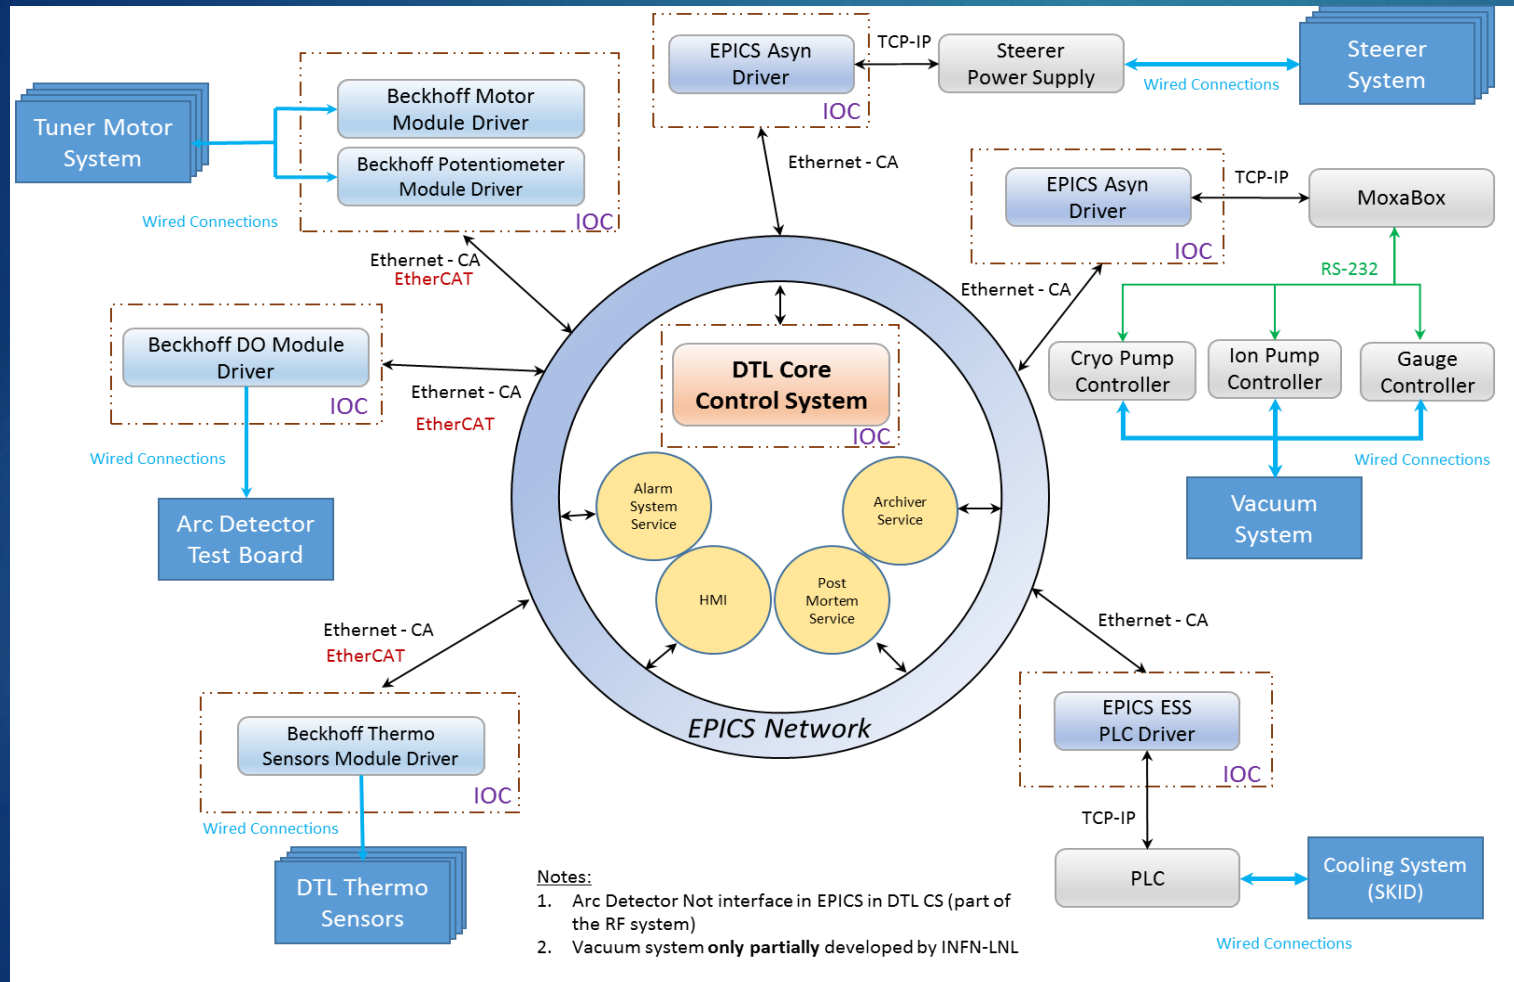 EPICS Asyn
Driver
IOC
TCP-IP
Steerer
Power Supply
Wired Connections
Steerer
System
Tuner Motor
System
Wired Connections
Beckhoff Motor
Module Driver
Beckhoff Potentiometer
Module Driver
IOC
Ethernet - CA
EtherCAT
Ethernet - CA
EPICS Asyn
Driver
IOC
TCP-IP
MoxaBox
Ethernet - CA
RS-232
Cryo Pump
Controller
Ion Pump
Controller
Gauge
Controller
Wired Connections
Vacuum
System
Beckhoff DO Module
Driver
IOC
Ethernet - CA
EtherCAT
Wired Connections
Arc Detector
Test Board
DTL Core
Control System
IOC
Alarm
System
Service
Archiver
Service
HMI
Post
Mortem
Service
EPICS Network
Ethernet - CA
EtherCAT
Beckhoff Thermo
Sensors Module Driver
IOC
Wired Connections
DTL Thermo
Sensors
Ethernet - CA
EPICS ESS
PLC Driver
IOC
TCP-IP
PLC
Cooling System
(SKID)
Wired Connections
Notes:
1. Arc Detector Not interface in EPICS in DTL CS (part of
the RF system)
2. Vacuum system only partially developed by INFN-LNL